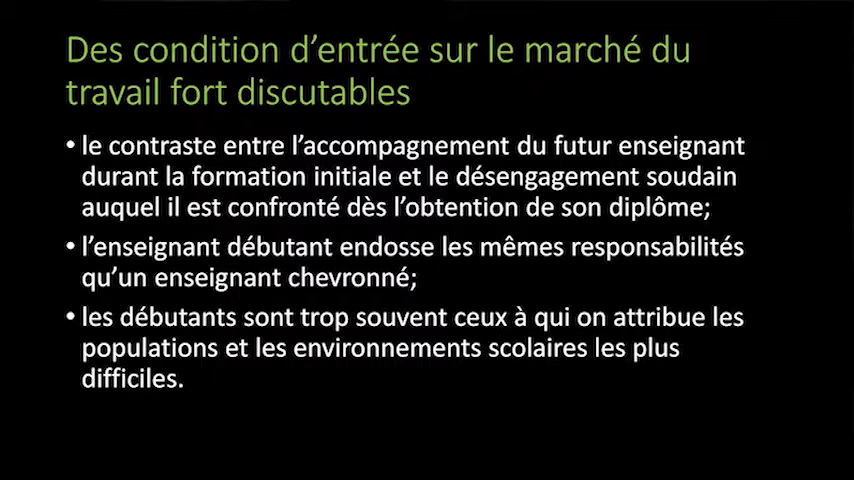 Des condition d’entrée sur le marché du
travail fort discutables
• le contraste entre l’accompagnement du futur enseignant
durant la formation initiale et le désengagement soudain
auquel il est confronté dès l’obtention de son diplôme;
• l’enseignant débutant endosse les mêmes responsabilités
qu’un enseignant chevronné;
• les débutants sont trop souvent ceux à qui on attribue les
populations et les environnements scolaires les plus
difficiles.